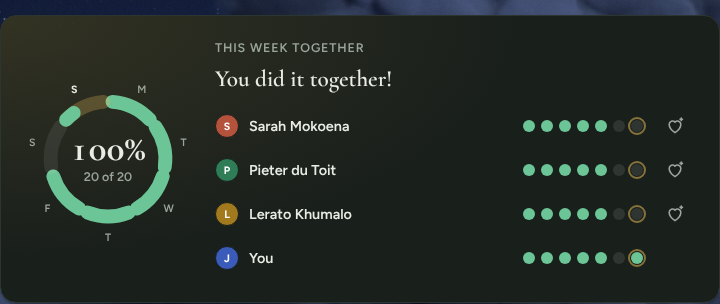 THIS WEEK TOGETHER
You did it together!
S M
S T
100%
20 of 20
F W
T
S Sarah Mokoena
P Pieter du Toit
L Lerato Khumalo
J You